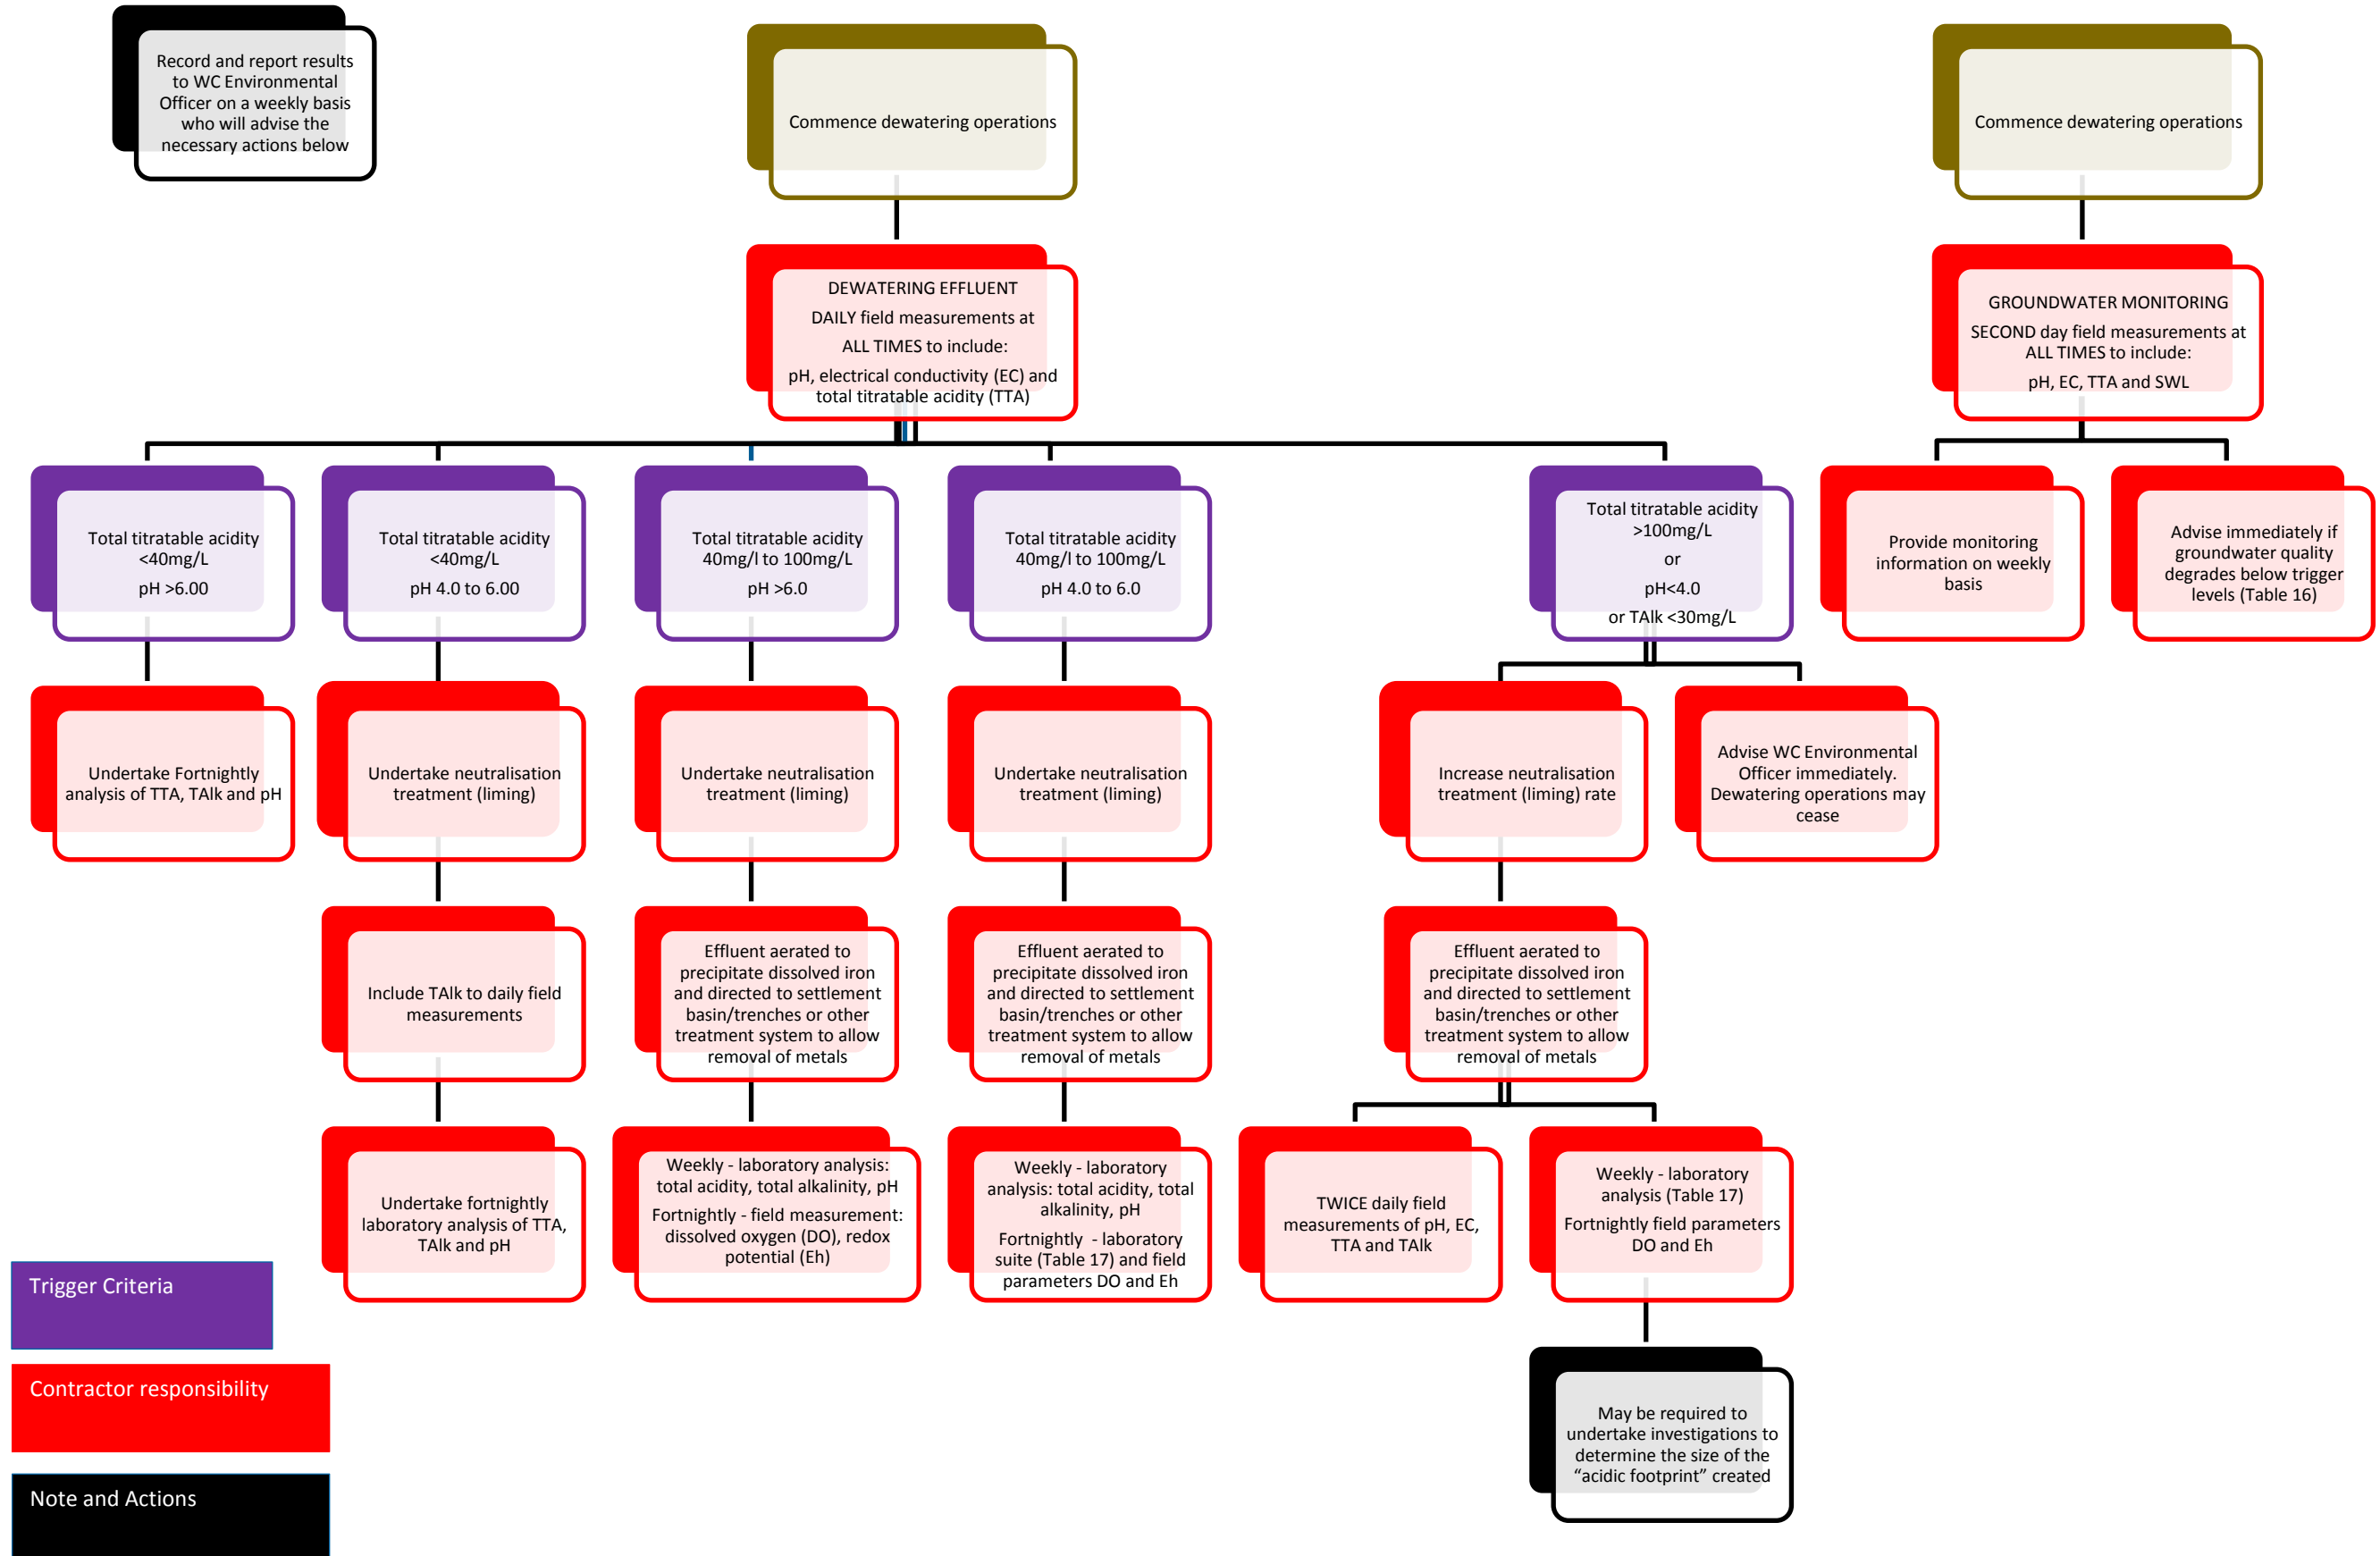 Record and report results
to WC Environmental
Officer on a weekly basis
who will advise the
necessary actions below
Commence dewatering operations
Commence dewatering operations
DEWATERING EFFLUENT
DAILY field measurements at
ALL TIMES to include:
pH, electrical conductivity (EC) and
total titratable acidity (TTA)
GROUNDWATER MONITORING
SECOND day field measurements at
ALL TIMES to include:
pH, EC, TTA and SWL
Total titratable acidity
<40mg/L
pH >6.00
Total titratable acidity
<40mg/L
pH 4.0 to 6.00
Total titratable acidity
40mg/l to 100mg/L
pH >6.0
Total titratable acidity
40mg/l to 100mg/L
pH 4.0 to 6.0
Total titratable acidity
>100mg/L
or
pH<4.0
or TAlk <30mg/L
Provide monitoring
information on weekly
basis
Advise immediately if
groundwater quality
degrades below trigger
levels (Table 16)
Undertake Fortnightly
analysis of TTA, TAlk and pH
Undertake neutralisation
treatment (liming)
Undertake neutralisation
treatment (liming)
Undertake neutralisation
treatment (liming)
Increase neutralisation
treatment (liming) rate
Advise WC Environmental
Officer immediately.
Dewatering operations may
cease
Include TAlk to daily field
measurements
Effluent aerated to
precipitate dissolved iron
and directed to settlement
basin/trenches or other
treatment system to allow
removal of metals
Effluent aerated to
precipitate dissolved iron
and directed to settlement
basin/trenches or other
treatment system to allow
removal of metals
Effluent aerated to
precipitate dissolved iron
and directed to settlement
basin/trenches or other
treatment system to allow
removal of metals
Undertake fortnightly
laboratory analysis of TTA,
TAlk and pH
Weekly - laboratory analysis:
total acidity, total alkalinity, pH
Fortnightly - field measurement:
dissolved oxygen (DO), redox
potential (Eh)
Weekly - laboratory
analysis: total acidity, total
alkalinity, pH
Fortnightly - laboratory
suite (Table 17) and field
parameters DO and Eh
TWICE daily field
measurements of pH, EC,
TTA and TAlk
Weekly - laboratory
analysis (Table 17)
Fortnightly field parameters
DO and Eh
May be required to
undertake investigations to
determine the size of the
“acidic footprint” created
Trigger Criteria
Contractor responsibility
Note and Actions